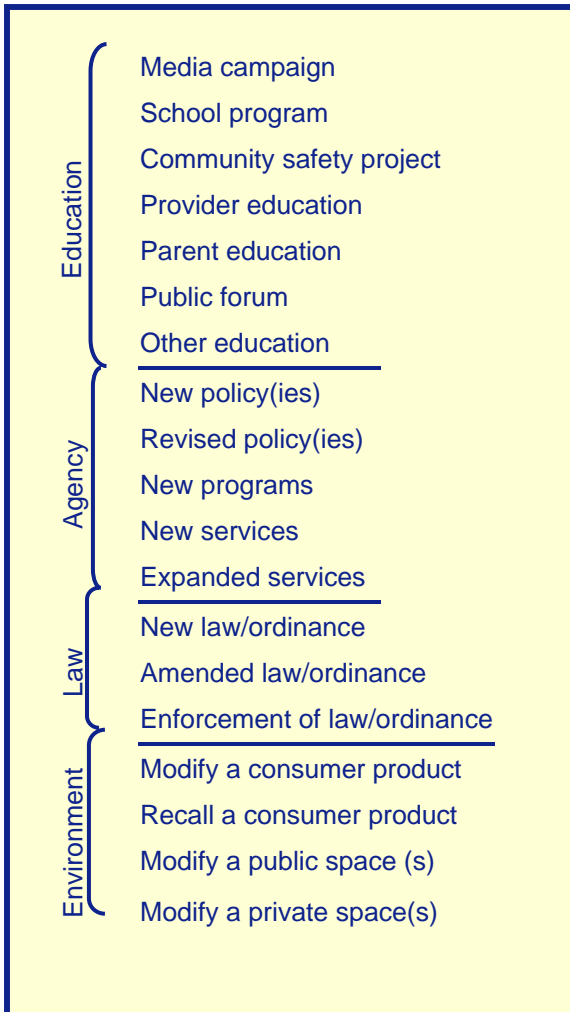 Education
Media campaign
School program
Community safety project
Provider education
Parent education
Public forum
Other education
Agency
New policy(ies)
Revised policy(ies)
New programs
New services
Expanded services
Law
New law/ordinance
Amended law/ordinance
Enforcement of law/ordinance
Environment
Modify a consumer product
Recall a consumer product
Modify a public space (s)
Modify a private space(s)